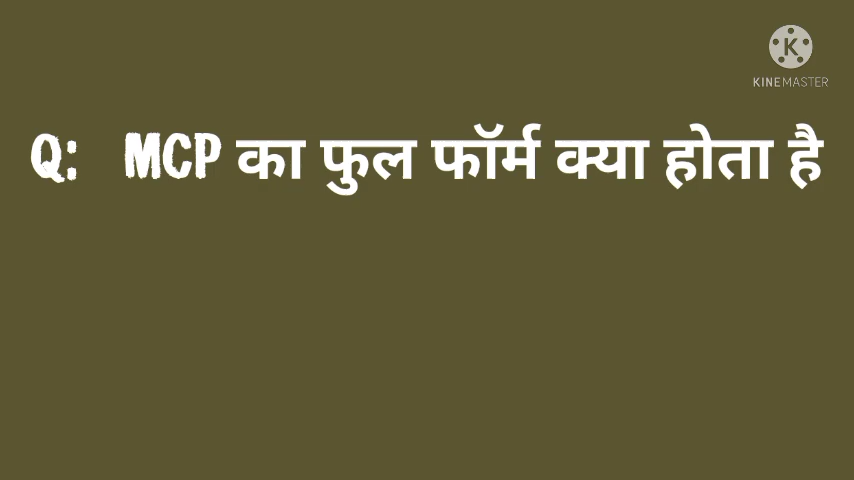 KINEMASTER
Q: MCP का फुल फॉर्म क्या होता है